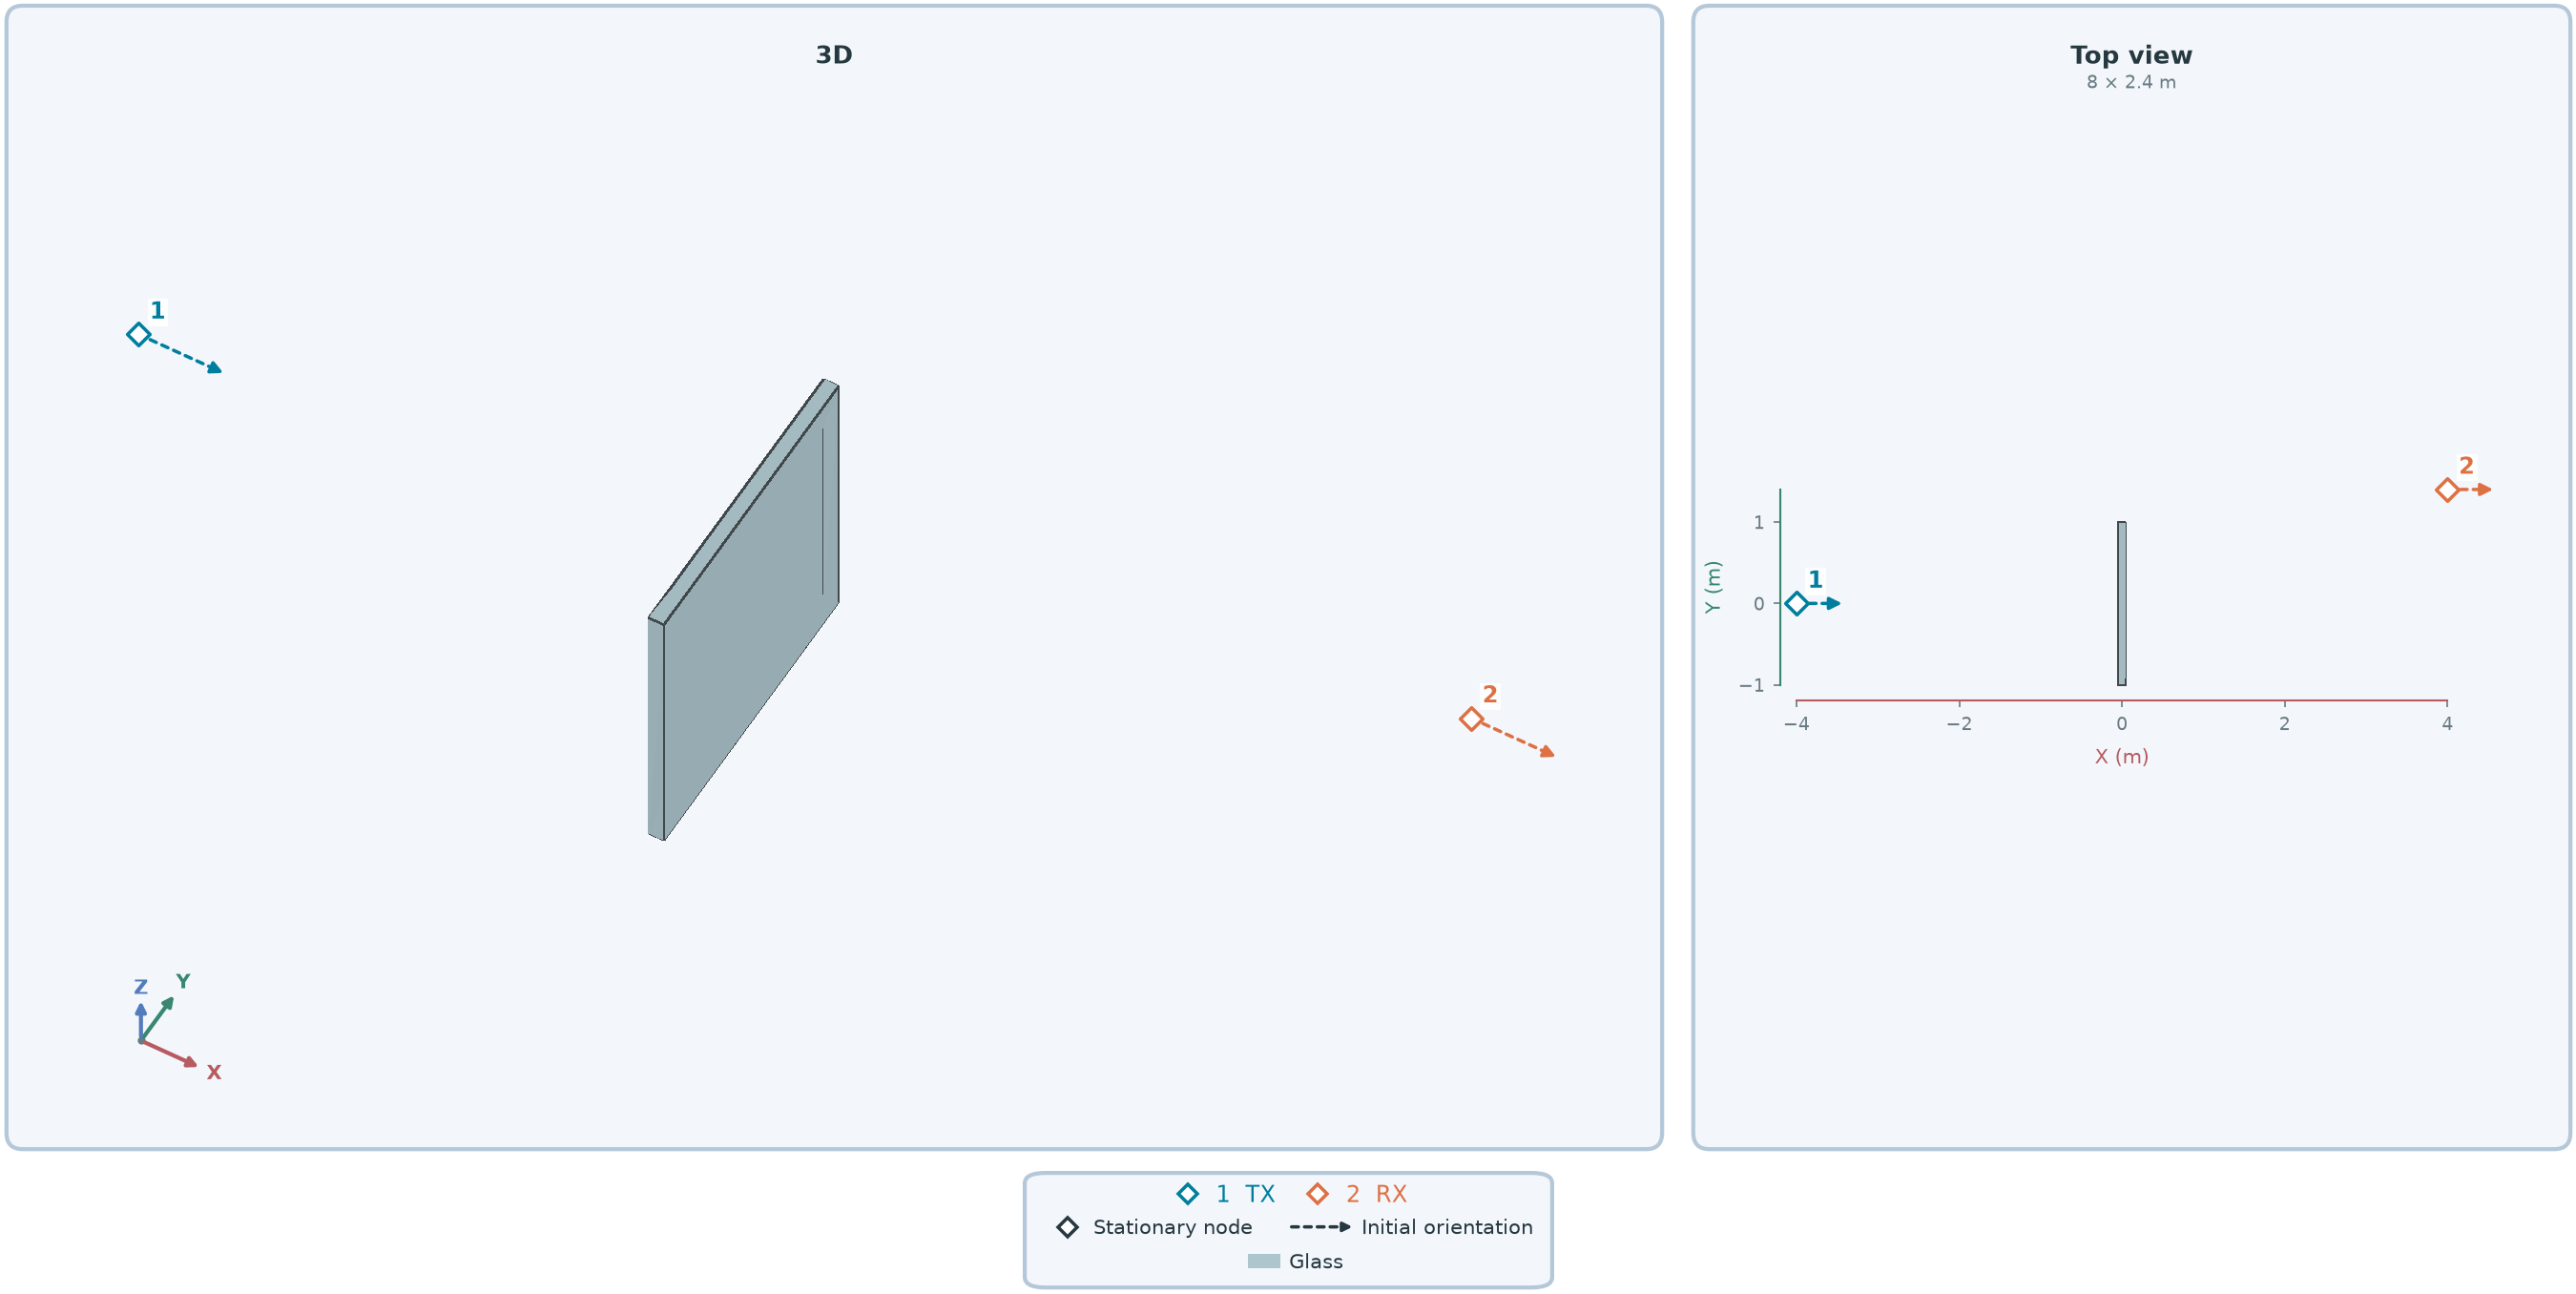 3D
1
2
Z
Y
X
Top view
8 × 2.4 m
2
1
1
0
−1
Y (m)
−4
−2
0
2
4
X (m)
1 TX 2 RX
Stationary node Initial orientation
Glass